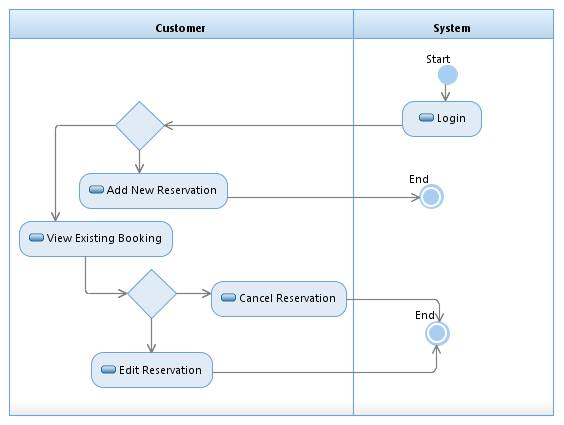 Customer
System
Start
Login
End
Add New Reservation
View Existing Booking
Cancel Reservation
End
Edit Reservation